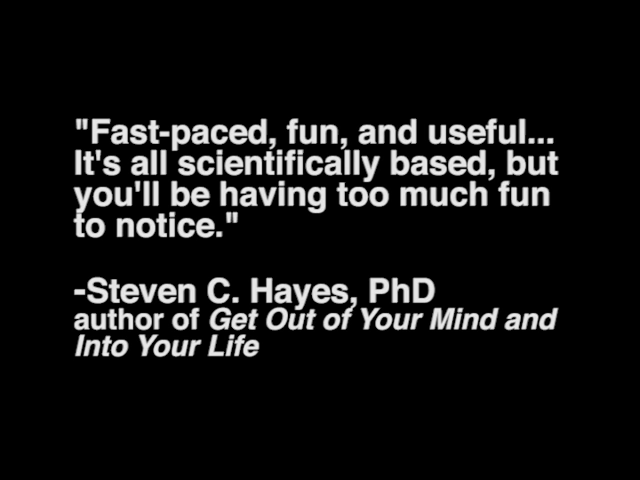 "Fast-paced, fun, and useful...
It's all scientifically based, but
you'll be having too much fun
to notice."
-Steven C. Hayes, PhD
author of Get Out of Your Mind and
Into Your Life